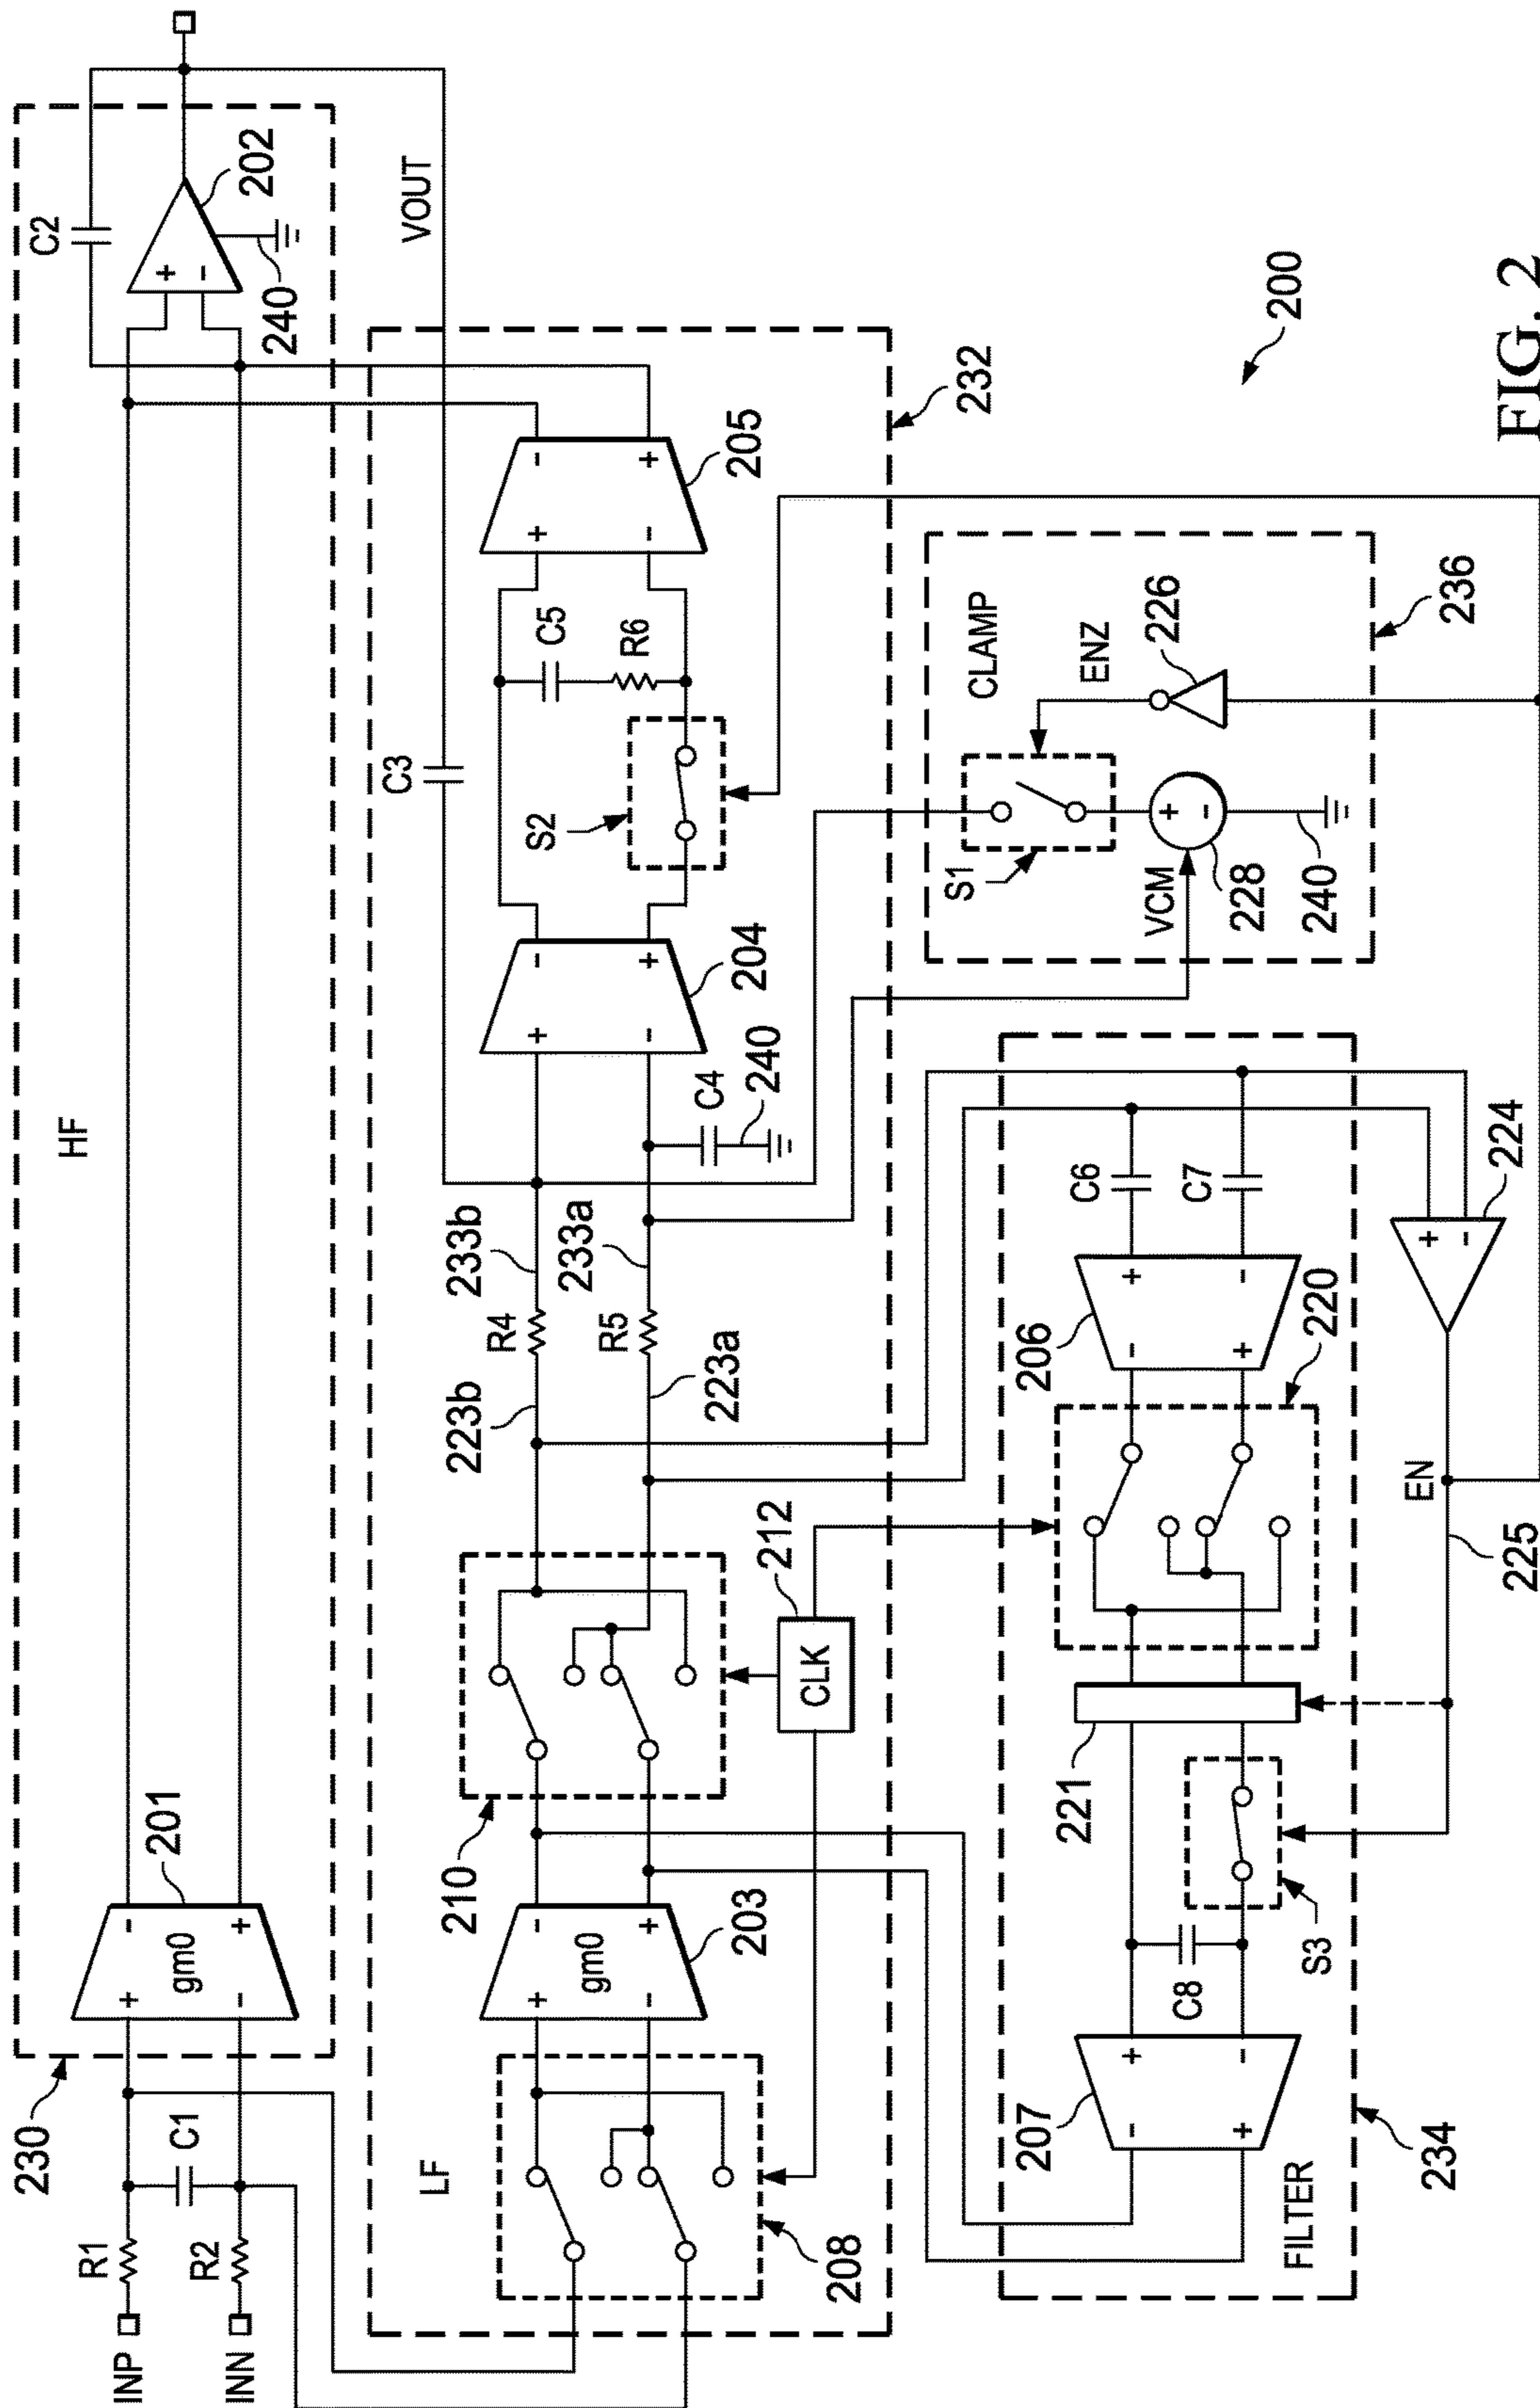 INP
INN
R1
R2
C1
230
+
-
gm0
-
+
201
HF
+
-
202
240
C2
VOUT
LF
208
+
-
gm0
-
+
203
210
CLK
212
223b
223a
R4
R5
233b
233a
C3
C4
240
+
-
-
+
204
S2
C5
R6
+
-
-
+
205
232
FILTER
234
207
-
+
+
-
C8
S3
221
220
206
-
+
+
-
C6
C7
EN
225
224
+
-
VCM
228
+
-
240
S1
CLAMP
ENZ
226
236
200
FIG. 2